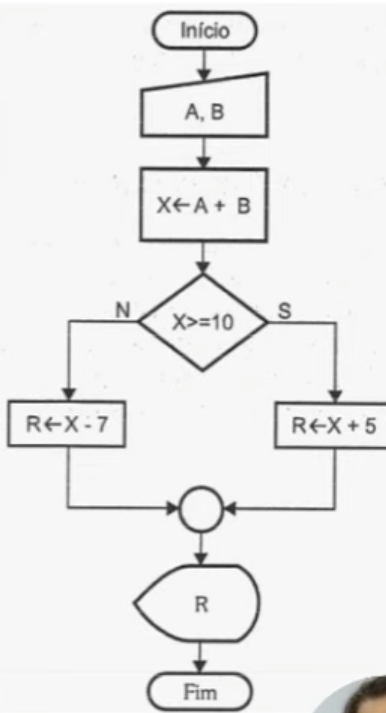 Início
A, B
X←A + B
N
X>=10
S
R←X - 7
R←X + 5
R
Fim